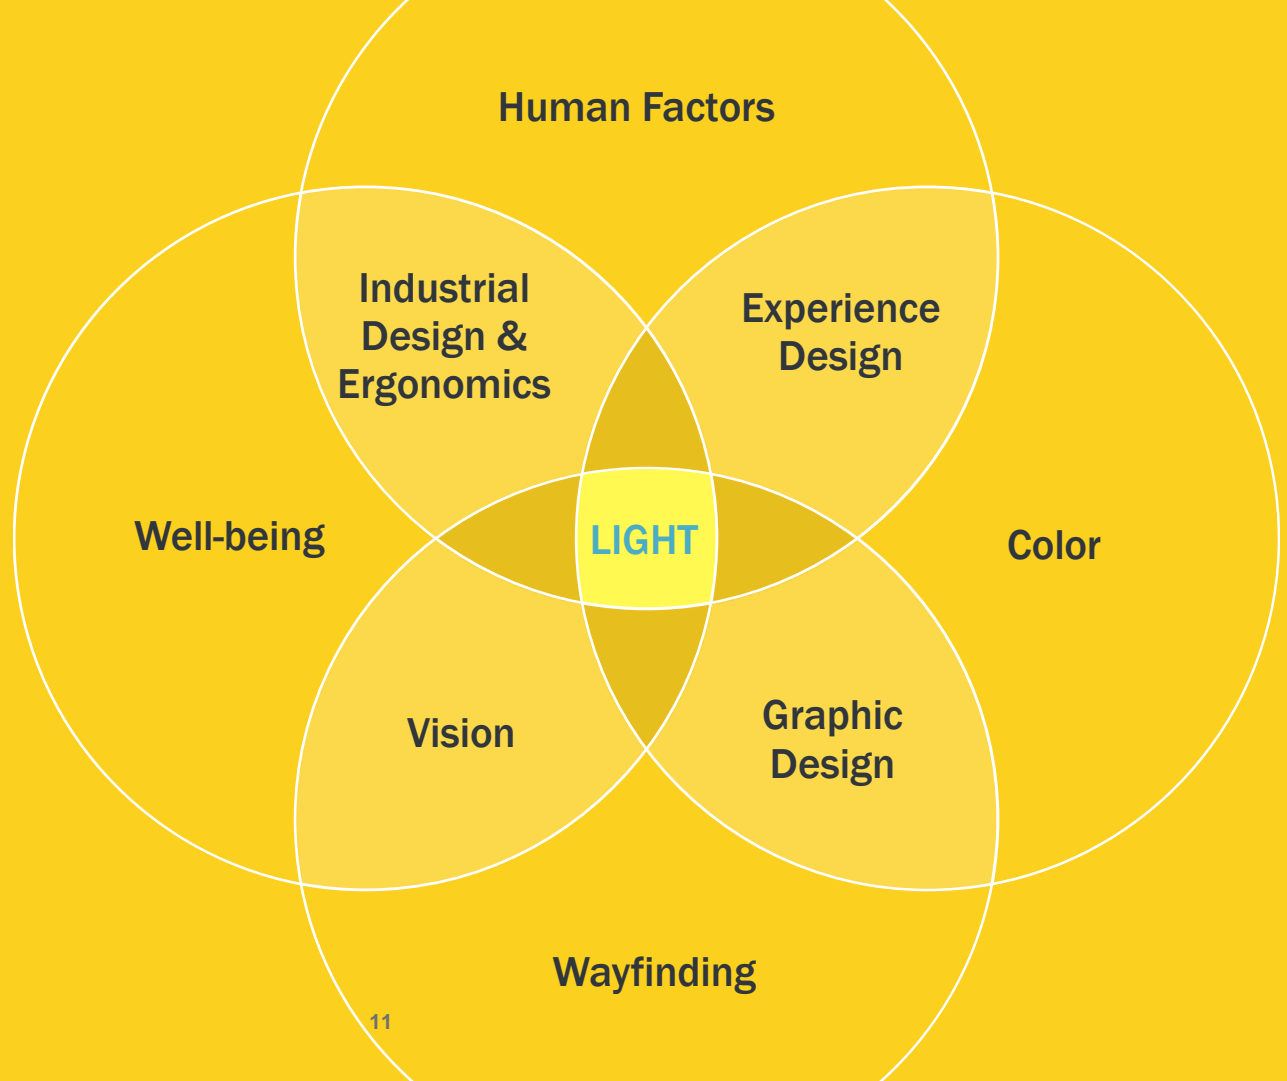 Human Factors
Industrial
Design &
Ergonomics
Experience
Design
Well-being
LIGHT
Color
Vision
Graphic
Design
Wayfinding
11